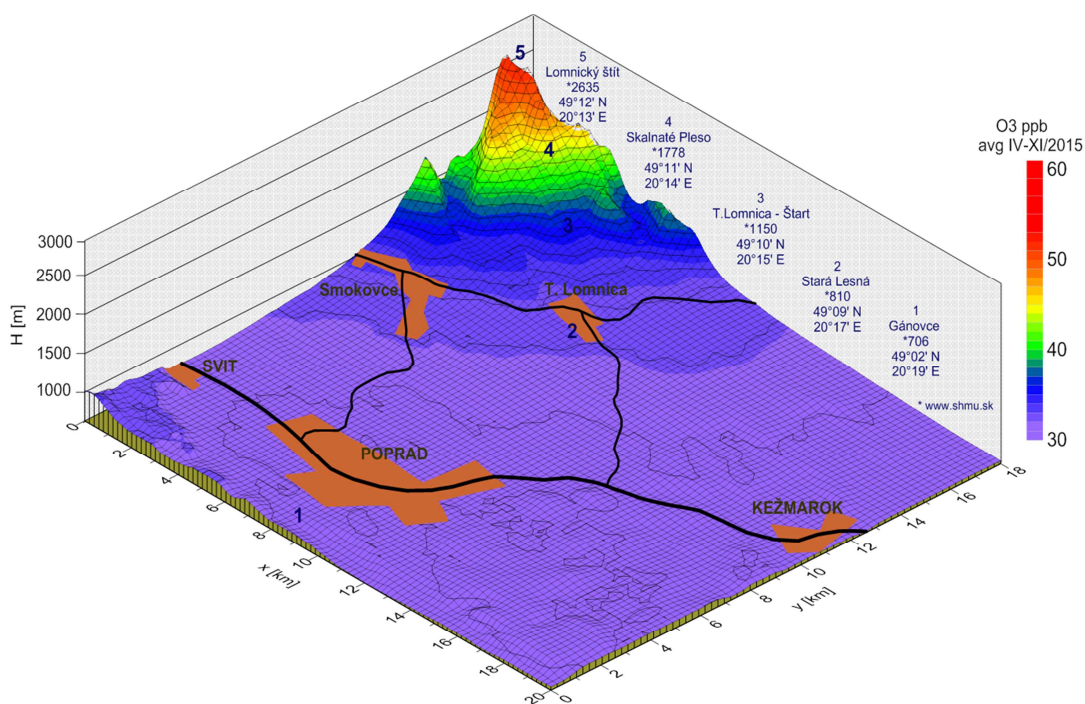 5
5
Lomnický štít
*2635
49°12' N
20°13' E
4
Skalnaté Pleso
*1778
49°11' N
20°14' E
3
T.Lomnica - Štart
*1150
49°10' N
20°15' E
2
Stará Lesná
*810
49°09' N
20°17' E
1
Gánovce
*706
49°02' N
20°19' E
* www.shmu.sk
O3 ppb
avg IV-XI/2015
60
50
40
30
4
3
Smokovce
T. Lomnica
2
SVIT
POPRAD
1
KEŽMAROK
H [m]
3000
2500
2000
1500
1000
0
2
4
6
8
10
12
14
16
18
20
x [km]
0
2
4
6
8
10
12
14
16
18
y [km]